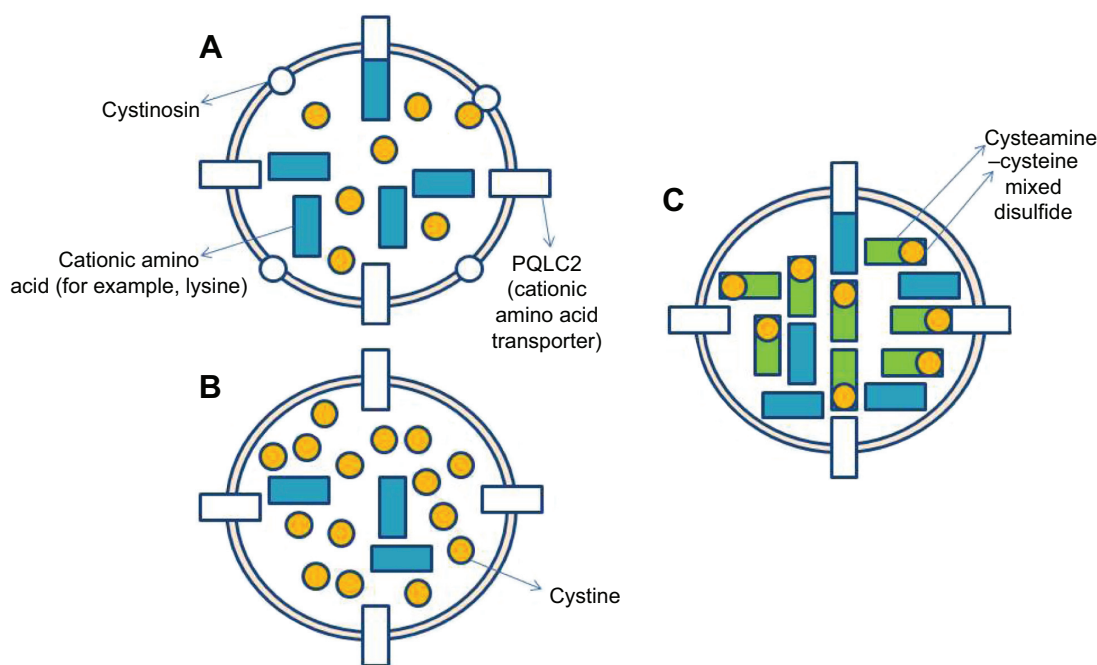 A
Cystinosin
Cationic amino
acid (for example, lysine)
PQLC2
(cationic
amino acid
transporter)
B
Cystine
C
Cysteamine
–cysteine
mixed
disulfide